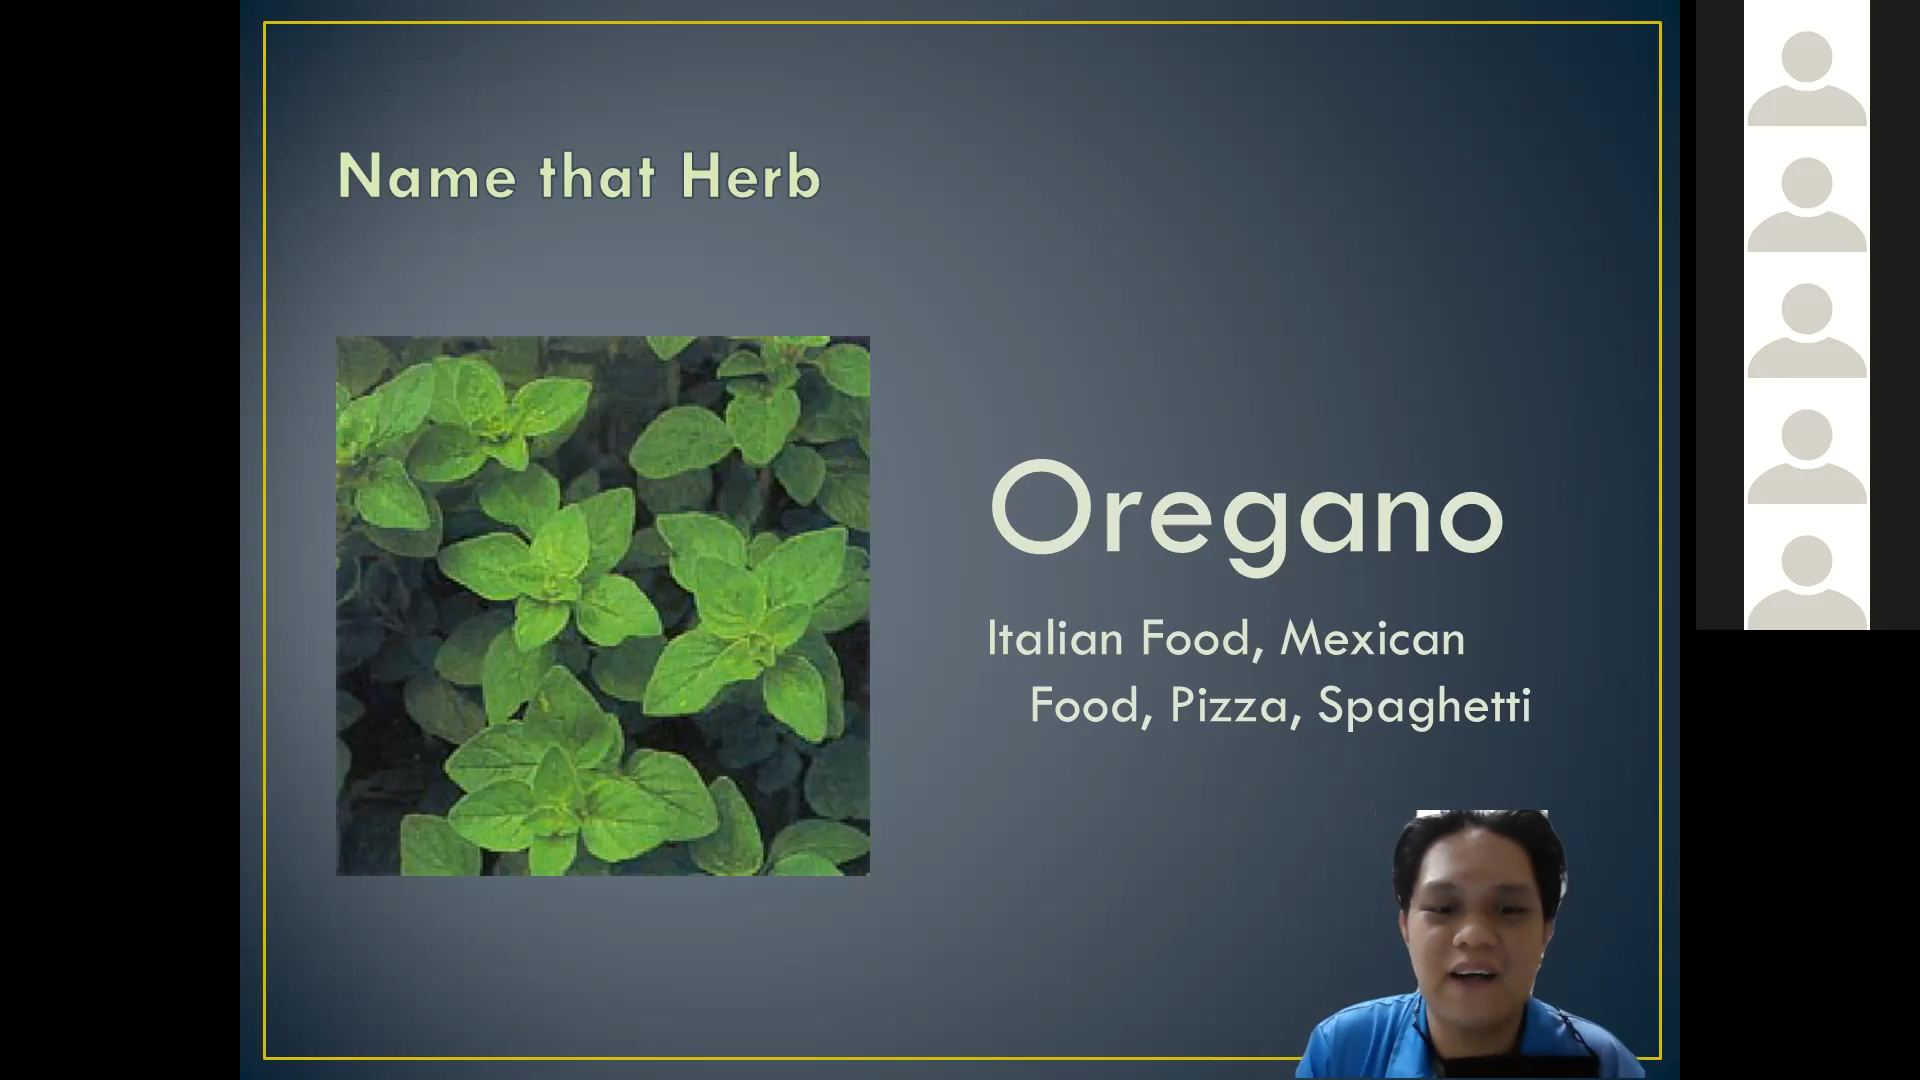 Name that Herb
Oregano
Italian Food, Mexican
Food, Pizza, Spaghetti